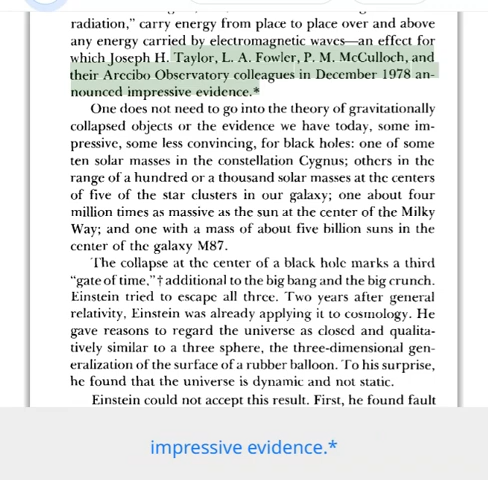 radiation,” carry energy from place to place over and above
any energy carried by electromagnetic waves—an effect for
which Joseph H. Taylor, L. A. Fowler, P. M. McCulloch, and
their Arecibo Observatory colleagues in December 1978 an-
nounced impressive evidence.*
One does not need to go into the theory of gravitationally
collapsed objects or the evidence we have today, some im-
pressive, some less convincing, for black holes: one of some
ten solar masses in the constellation Cygnus; others in the
range of a hundred or a thousand solar masses at the centers
of five of the star clusters in our galaxy; one about four
million times as massive as the sun at the center of the Milky
Way; and one with a mass of about five billion suns in the
center of the galaxy M87.
The collapse at the center of a black hole marks a third
“gate of time,”† additional to the big bang and the big crunch.
Einstein tried to escape all three. Two years after general
relativity, Einstein was already applying it to cosmology. He
gave reasons to regard the universe as closed and qualita-
tively similar to a three sphere, the three-dimensional gen-
eralization of the surface of a rubber balloon. To his surprise,
he found that the universe is dynamic and not static.
Einstein could not accept this result. First, he found fault
impressive evidence.*